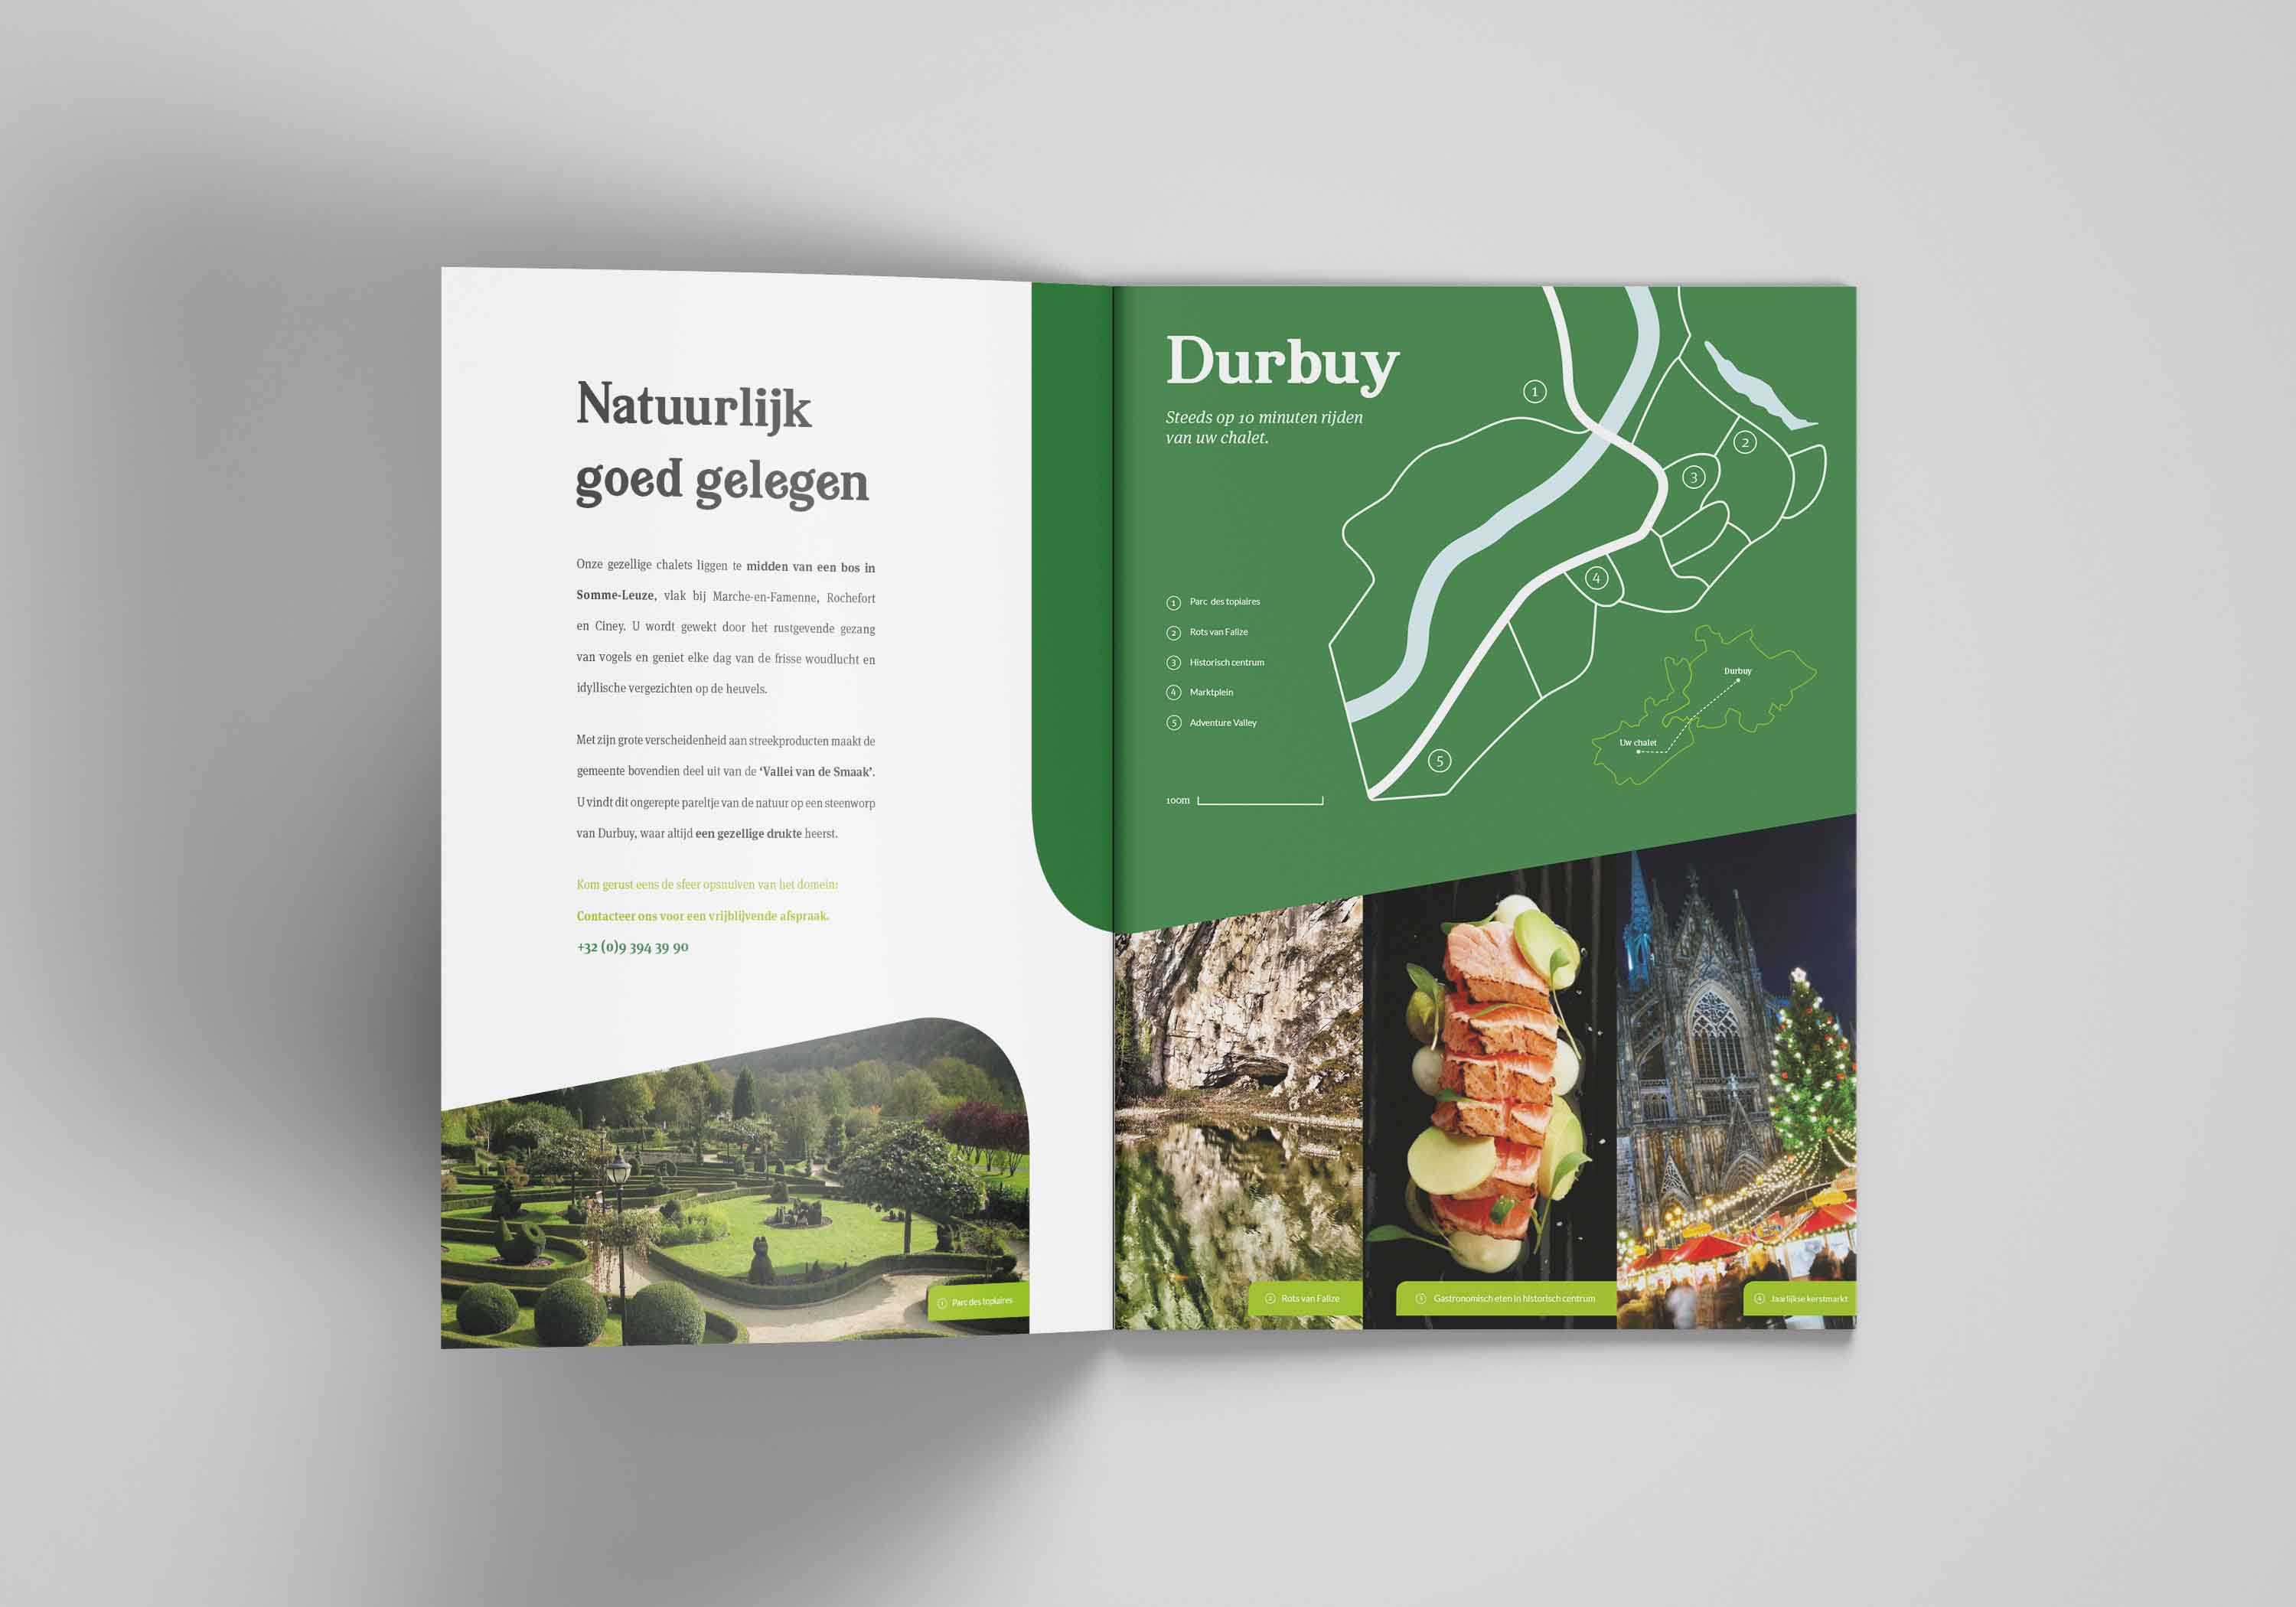 Natuurlijk
goed gelegen
Onze gezellige chalets liggen te midden van een bos in
Somme-Leuze, vlak bij Marche-en-Famenne, Rochefort
en Ciney. U wordt gewekt door het rustgevende gezang
van vogels en geniet elke dag van de frisse woudlucht en
idyllische vergezichten op de heuvels.
Met zijn grote verscheidenheid aan streekproducten maakt de
gemeente bovendien deel uit van de ‘Vallei van de Smaak’.
U vindt dit ongerepte pareltje van de natuur op een steenworp
van Durbuy, waar altijd een gezellige drukte heerst.
Kom gerust eens de sfeer opsnuiven van het domein:
Contacteer ons voor een vrijblijvende afspraak.
+32 (0)9 394 39 90
1 Parc des topiaires
Durbuy
Steeds op 10 minuten rijden
van uw chalet.
1
2
3
4
5
1 Parc des topiaires
2 Rots van Falize
3 Historisch centrum
4 Marktplein
5 Adventure Valley
100m
Durbuy
Uw chalet
2 Rots van Falize
3 Gastronomisch eten in historisch centrum
4 Jaarlijkse kerstmarkt